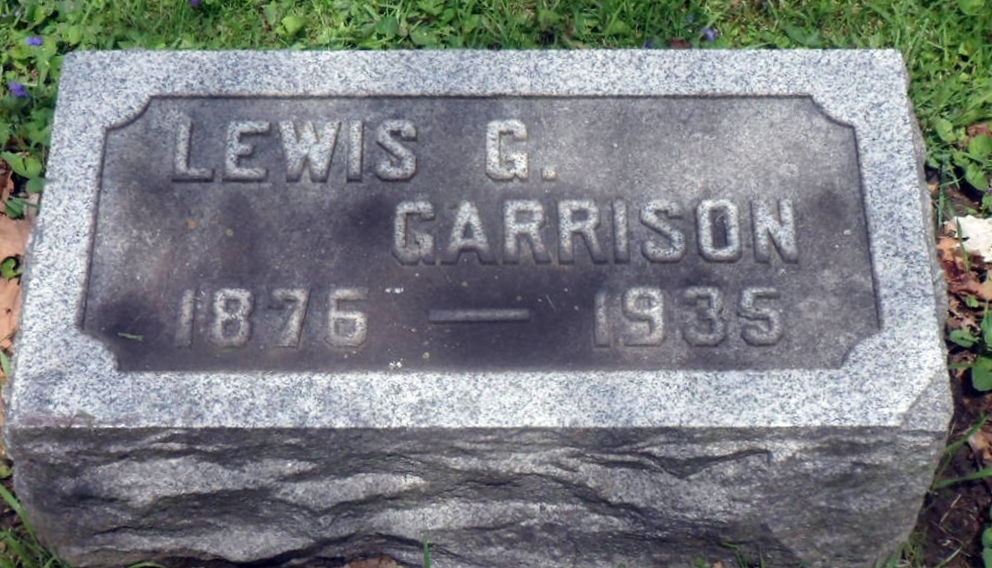 LEWIS G.
GARRISON
1876 — 1935